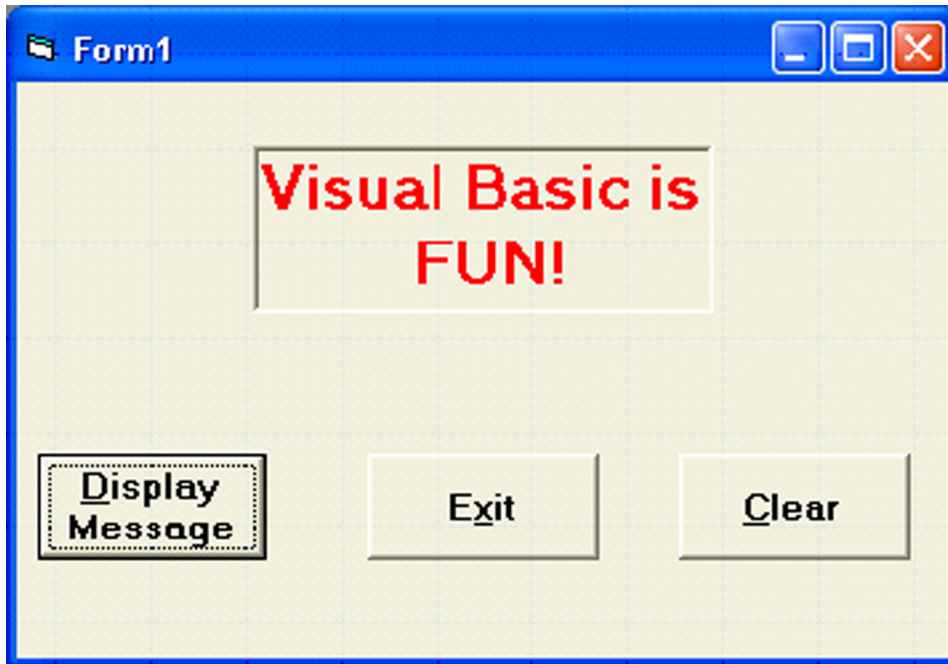 Form1
Visual Basic is
FUN!
Display
Message
Exit
Clear